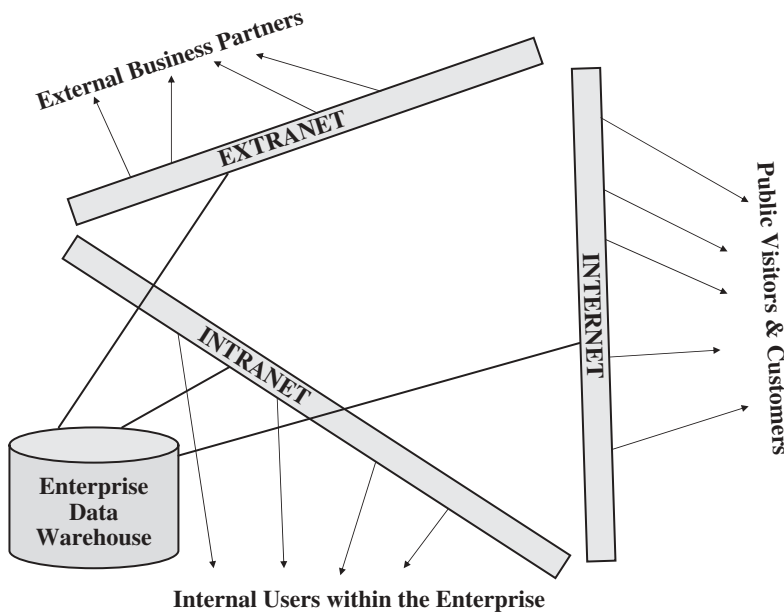 External Business Partners
EXTRANET
INTRANET
INTERNET
Public Visitors & Customers
Enterprise
Data
Warehouse
Internal Users within the Enterprise